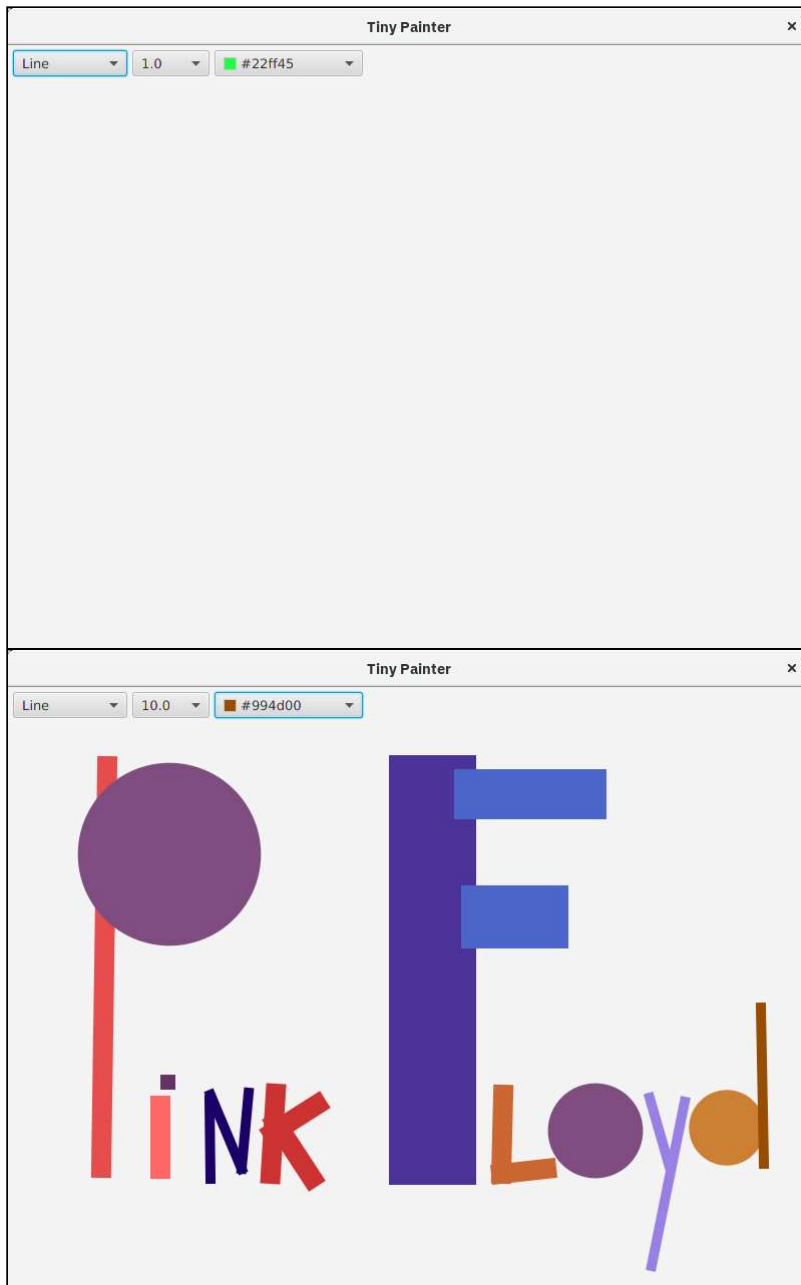 Tiny Painter ×
Line 1.0 #22ff45
Tiny Painter ×
Line 10.0 #994d00
Pink FLoyd